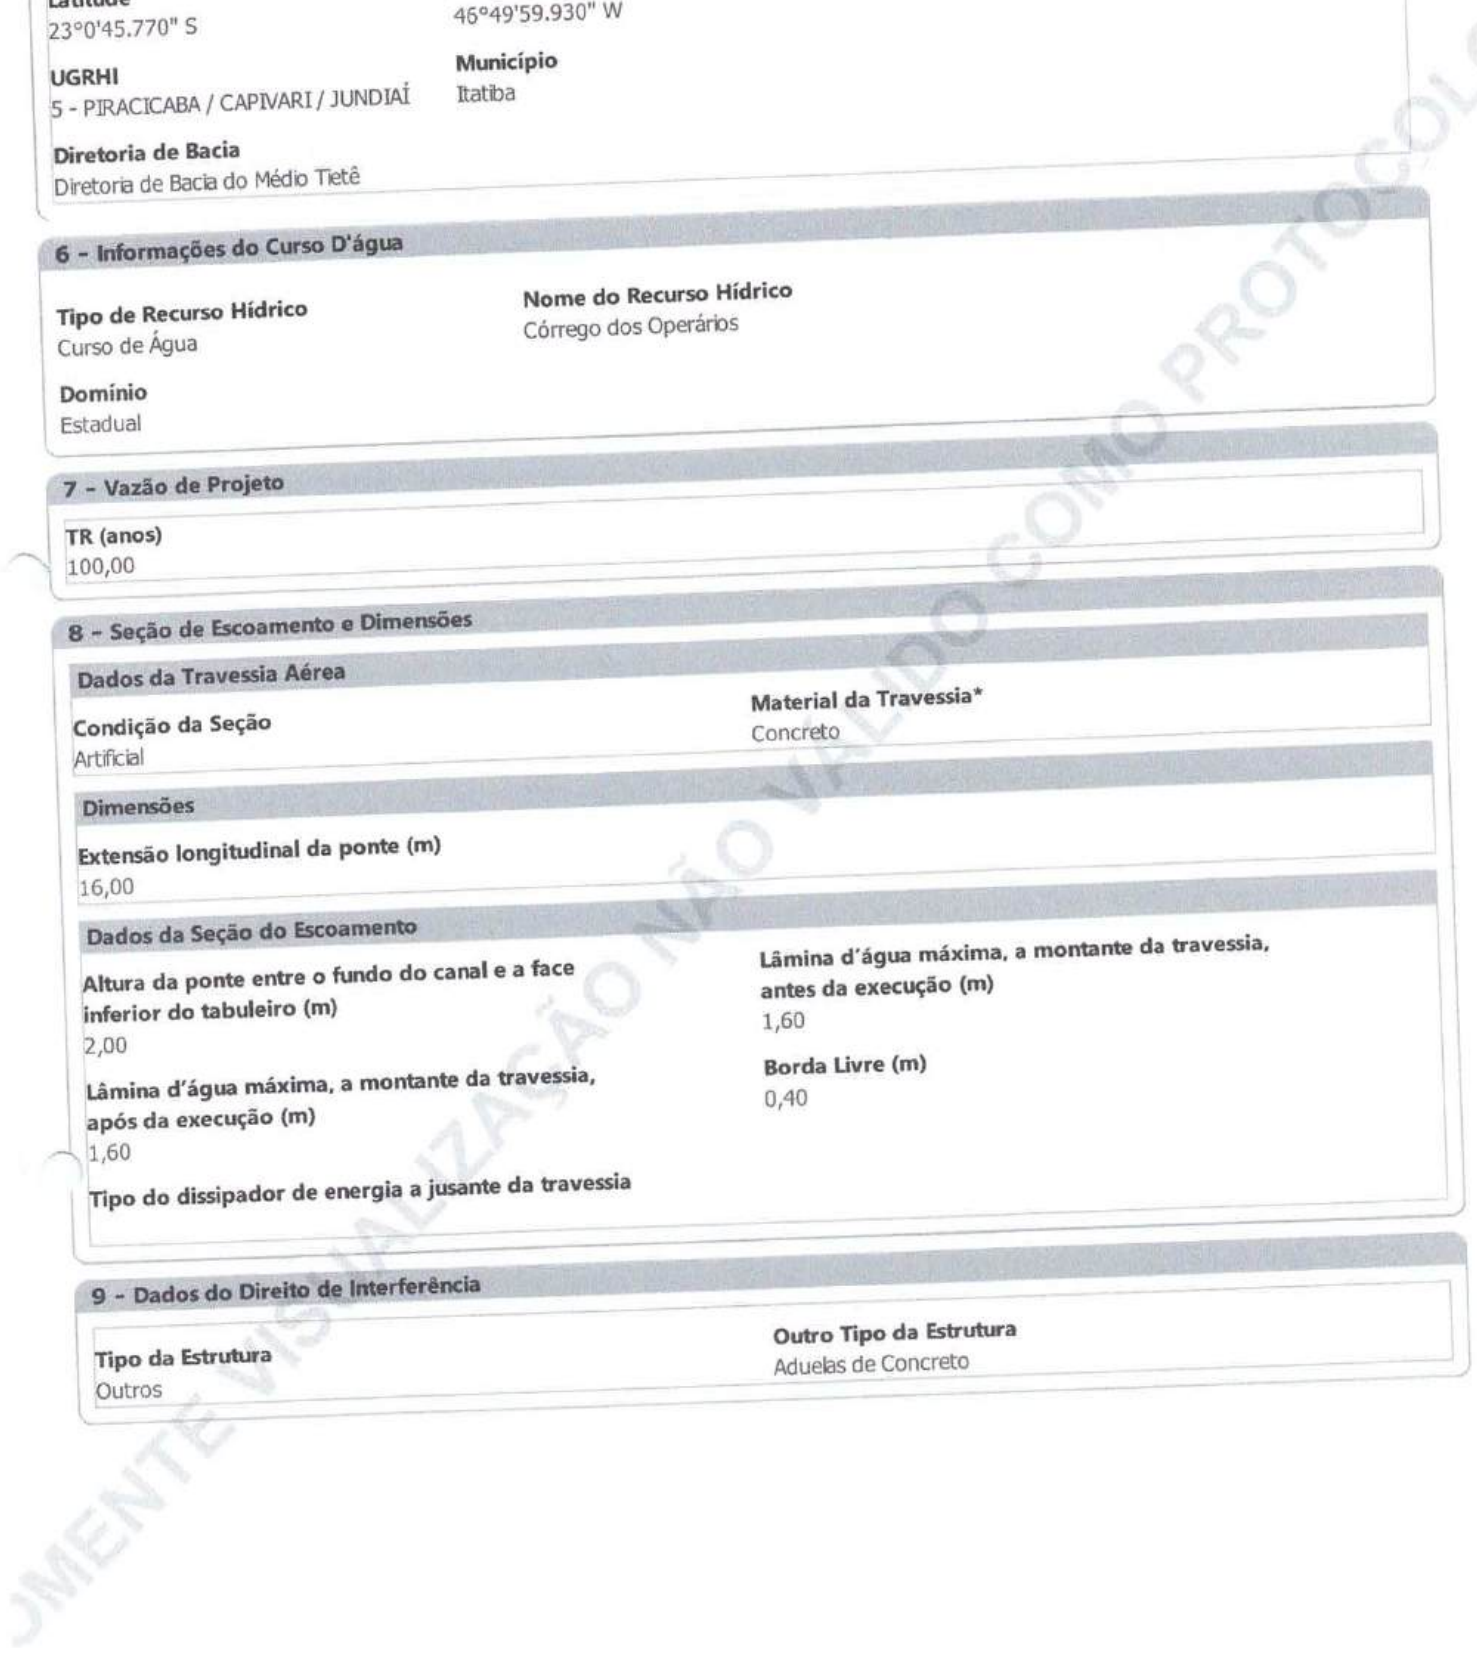 Latitude
23°0'45.770" S
46°49'59.930" W
UGRHI
5 - PIRACICABA / CAPIVARI / JUNDIAÍ
Município
Itatiba
Diretoria de Bacia
Diretoria de Bacia do Médio Tietê
6 - Informações do Curso D'água
Tipo de Recurso Hídrico
Curso de Água
Nome do Recurso Hídrico
Córrego dos Operários
Domínio
Estadual
7 - Vazão de Projeto
TR (anos)
100,00
8 - Seção de Escoamento e Dimensões
Dados da Travessia Aérea
Condição da Seção
Artificial
Material da Travessia*
Concreto
Dimensões
Extensão longitudinal da ponte (m)
16,00
Dados da Seção do Escoamento
Altura da ponte entre o fundo do canal e a face
inferior do tabuleiro (m)
2,00
Lâmina d'água máxima, a montante da travessia,
antes da execução (m)
1,60
Lâmina d'água máxima, a montante da travessia,
após da execução (m)
1,60
Borda Livre (m)
0,40
Tipo do dissipador de energia a jusante da travessia
9 - Dados do Direito de Interferência
Tipo da Estrutura
Outros
Outro Tipo da Estrutura
Aduelas de Concreto
OMENTE VISUALIZAÇÃO NÃO VÁLIDO COMO PROTOCOLO